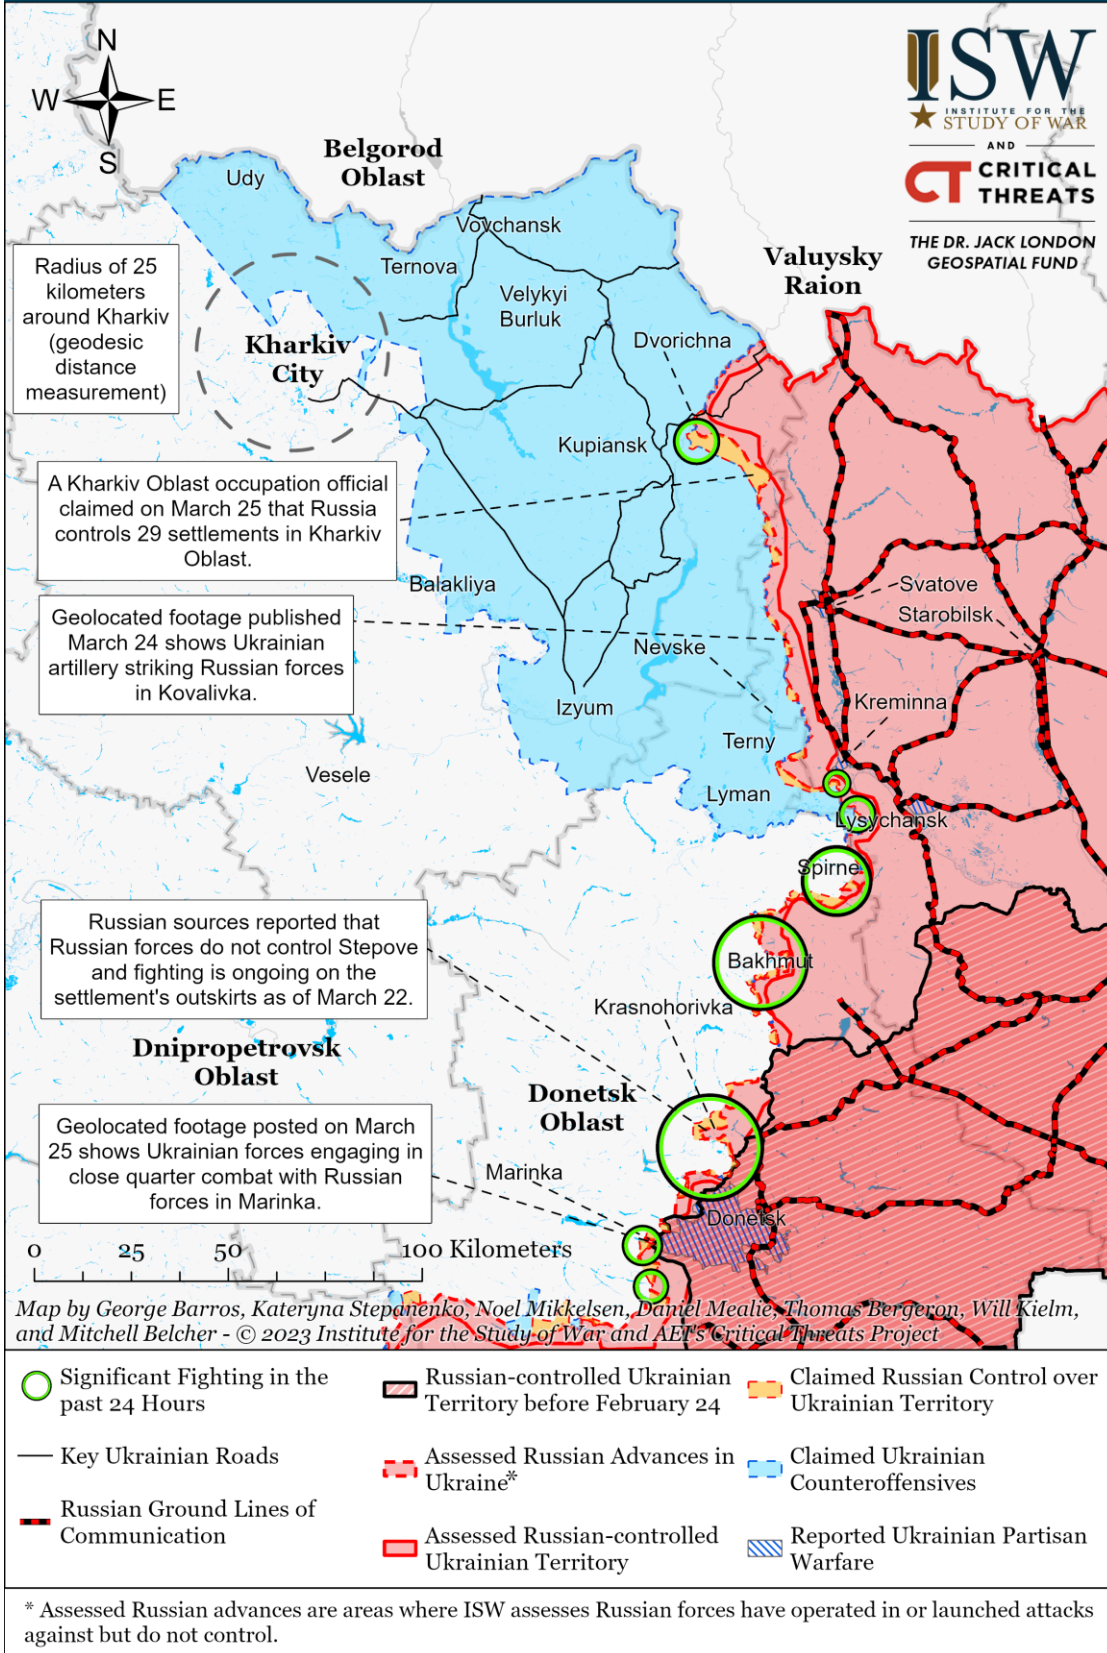 N
W
E
S
ISW
INSTITUTE FOR THE
STUDY OF WAR
AND
CT CRITICAL
THREATS
THE DR. JACK LONDON
GEOSPATIAL FUND
Belgorod
Oblast
Udy
Vovchansk
Ternova
Valuysky
Raion
Radius of 25
kilometers
around Kharkiv
(geodesic
distance
measurement)
Velykyi
Burluk
Kharkiv
City
Dvorichna
Kupiansk
A Kharkiv Oblast occupation official
claimed on March 25 that Russia
controls 29 settlements in Kharkiv
Oblast.
Balakliya
Svatove
Starobilsk
Geolocated footage published
March 24 shows Ukrainian
artillery striking Russian forces
in Kovalivka.
Nevske
Izyum
Kreminna
Terny
Vesele
Lyman
Lysychansk
Spirne
Russian sources reported that
Russian forces do not control Stepove
and fighting is ongoing on the
settlement's outskirts as of March 22.
Bakhmut
Krasnohorivka
Dnipropetrovsk
Oblast
Donetsk
Oblast
Geolocated footage posted on March
25 shows Ukrainian forces engaging in
close quarter combat with Russian
forces in Marinka.
Marinka
Donetsk
0 25 50 100 Kilometers
Map by George Barros, Kateryna Stepanenko, Noel Mikkelsen, Daniel Mealie, Thomas Bergeron, Will Kielm,
and Mitchell Belcher - © 2023 Institute for the Study of War and AEI's Critical Threats Project
Significant Fighting in the
past 24 Hours
Key Ukrainian Roads
Russian Ground Lines of
Communication
Russian-controlled Ukrainian
Territory before February 24
Assessed Russian Advances in
Ukraine*
Assessed Russian-controlled
Ukrainian Territory
Claimed Russian Control over
Ukrainian Territory
Claimed Ukrainian
Counteroffensives
Reported Ukrainian Partisan
Warfare
* Assessed Russian advances are areas where ISW assesses Russian forces have operated in or launched attacks
against but do not control.